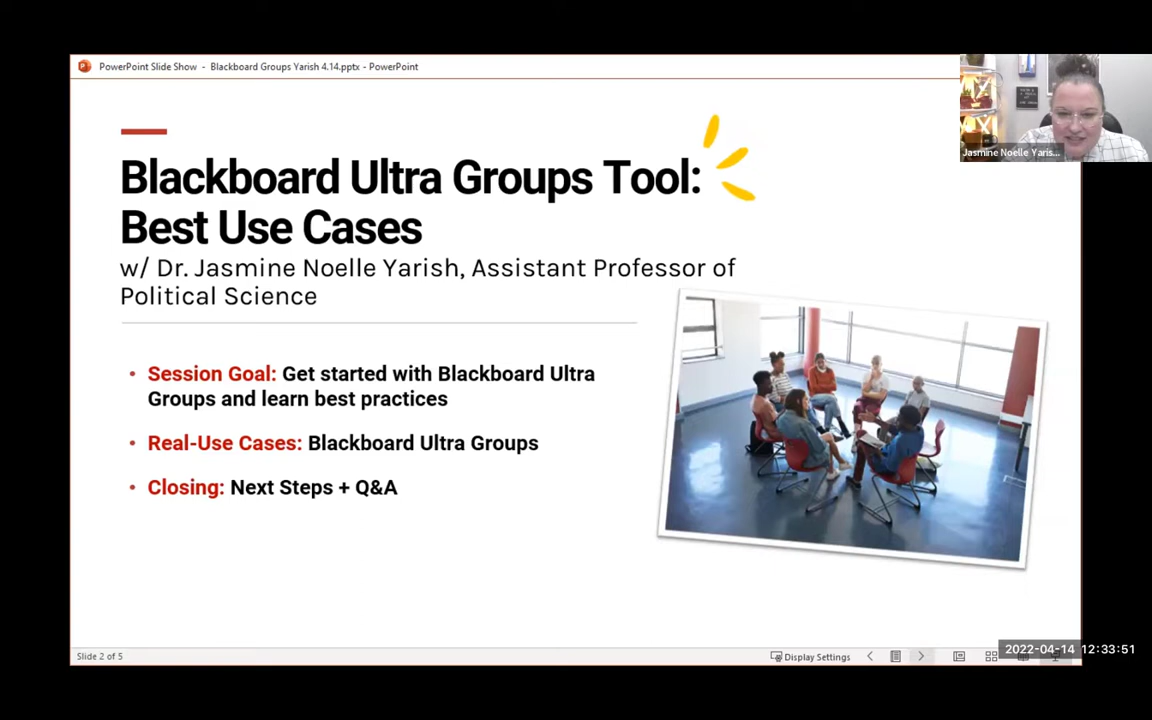 PowerPoint Slide Show - Blackboard Groups Yarish 4.14.pptx - PowerPoint
Jasmine Noelle Yaris...
Blackboard Ultra Groups Tool:
Best Use Cases
w/ Dr. Jasmine Noelle Yarish, Assistant Professor of
Political Science
• Session Goal: Get started with Blackboard Ultra
Groups and learn best practices
• Real-Use Cases: Blackboard Ultra Groups
• Closing: Next Steps + Q&A
Slide 2 of 5
Display Settings
2022-04-14 12:33:51